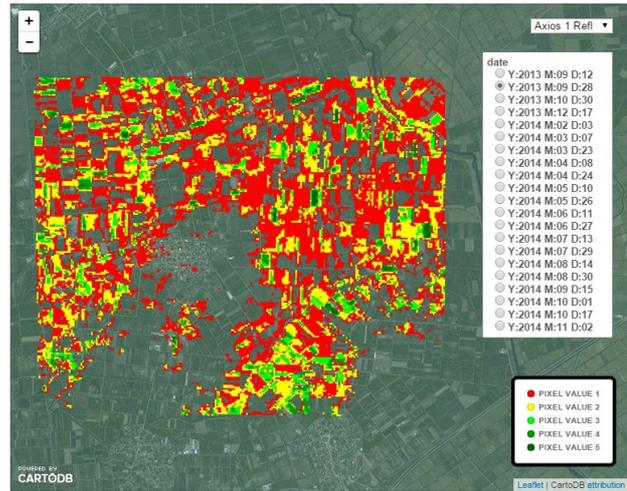 +
−
Axios 1 Refl
date
Y:2013 M:09 D:12
Y:2013 M:09 D:28
Y:2013 M:10 D:30
Y:2013 M:12 D:17
Y:2014 M:02 D:03
Y:2014 M:03 D:07
Y:2014 M:03 D:23
Y:2014 M:04 D:08
Y:2014 M:04 D:24
Y:2014 M:05 D:10
Y:2014 M:05 D:26
Y:2014 M:06 D:11
Y:2014 M:06 D:27
Y:2014 M:07 D:13
Y:2014 M:07 D:29
Y:2014 M:08 D:14
Y:2014 M:08 D:30
Y:2014 M:09 D:15
Y:2014 M:10 D:01
Y:2014 M:10 D:17
Y:2014 M:11 D:02
PIXEL VALUE 1
PIXEL VALUE 2
PIXEL VALUE 3
PIXEL VALUE 4
PIXEL VALUE 5
POWERED BY
CARTODB
Leaflet | CartoDB attribution